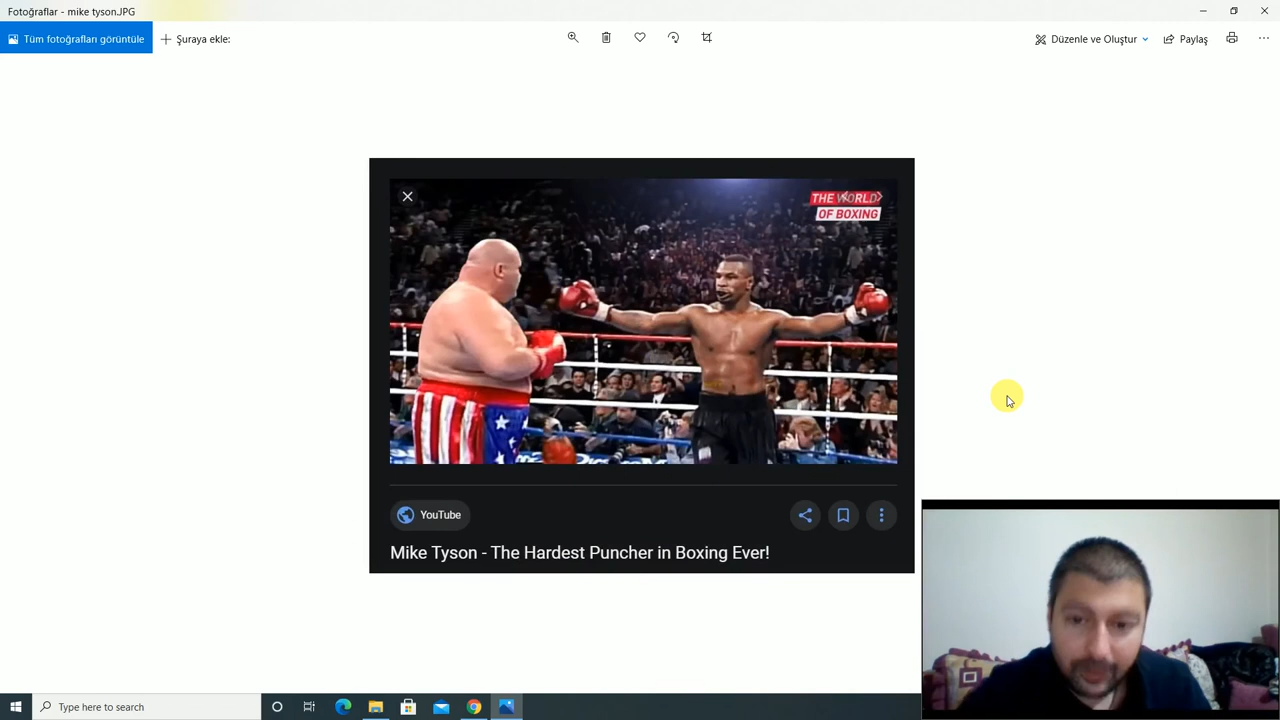 Fotoğraflar - mike tyson.JPG
Tüm fotoğrafları görüntüle
Şuraya ekle:
Düzenle ve Oluştur
Paylaş
THE WORLD
OF BOXING
YouTube
Mike Tyson - The Hardest Puncher in Boxing Ever!
Type here to search